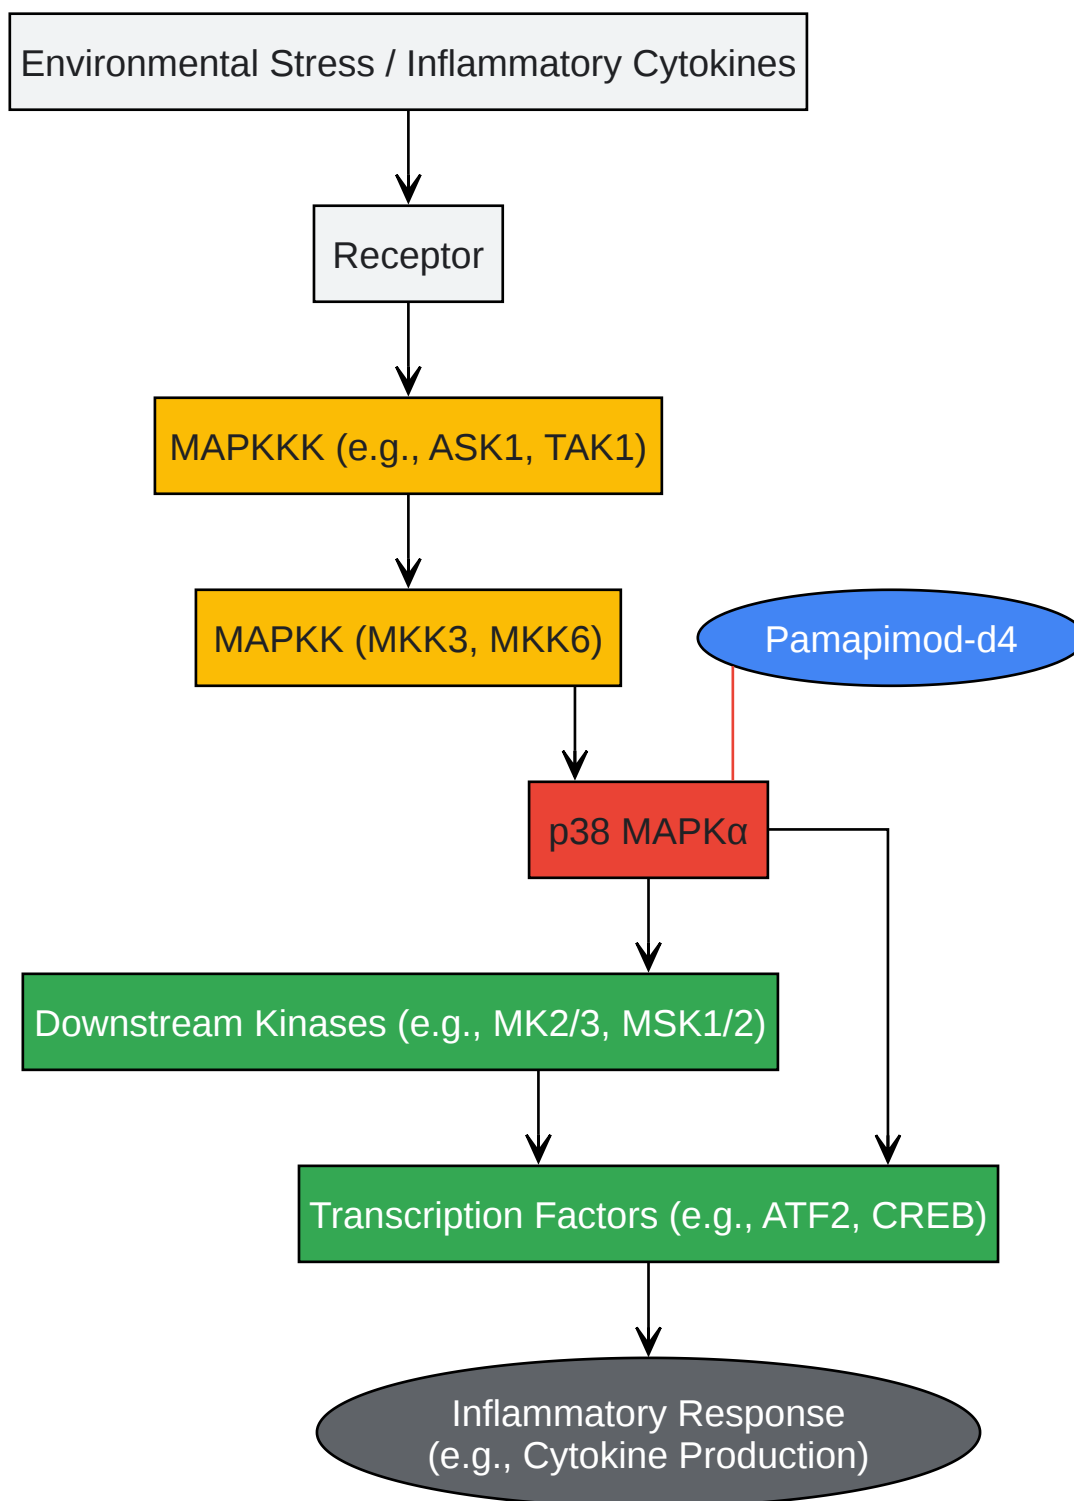 Environmental Stress / Inflammatory Cytokines
Receptor
MAPKKK (e.g., ASK1, TAK1)
MAPKK (MKK3, MKK6)
Pamapimod-d4
p38 MAPKα
Downstream Kinases (e.g., MK2/3, MSK1/2)
Transcription Factors (e.g., ATF2, CREB)
Inflammatory Response
(e.g., Cytokine Production)